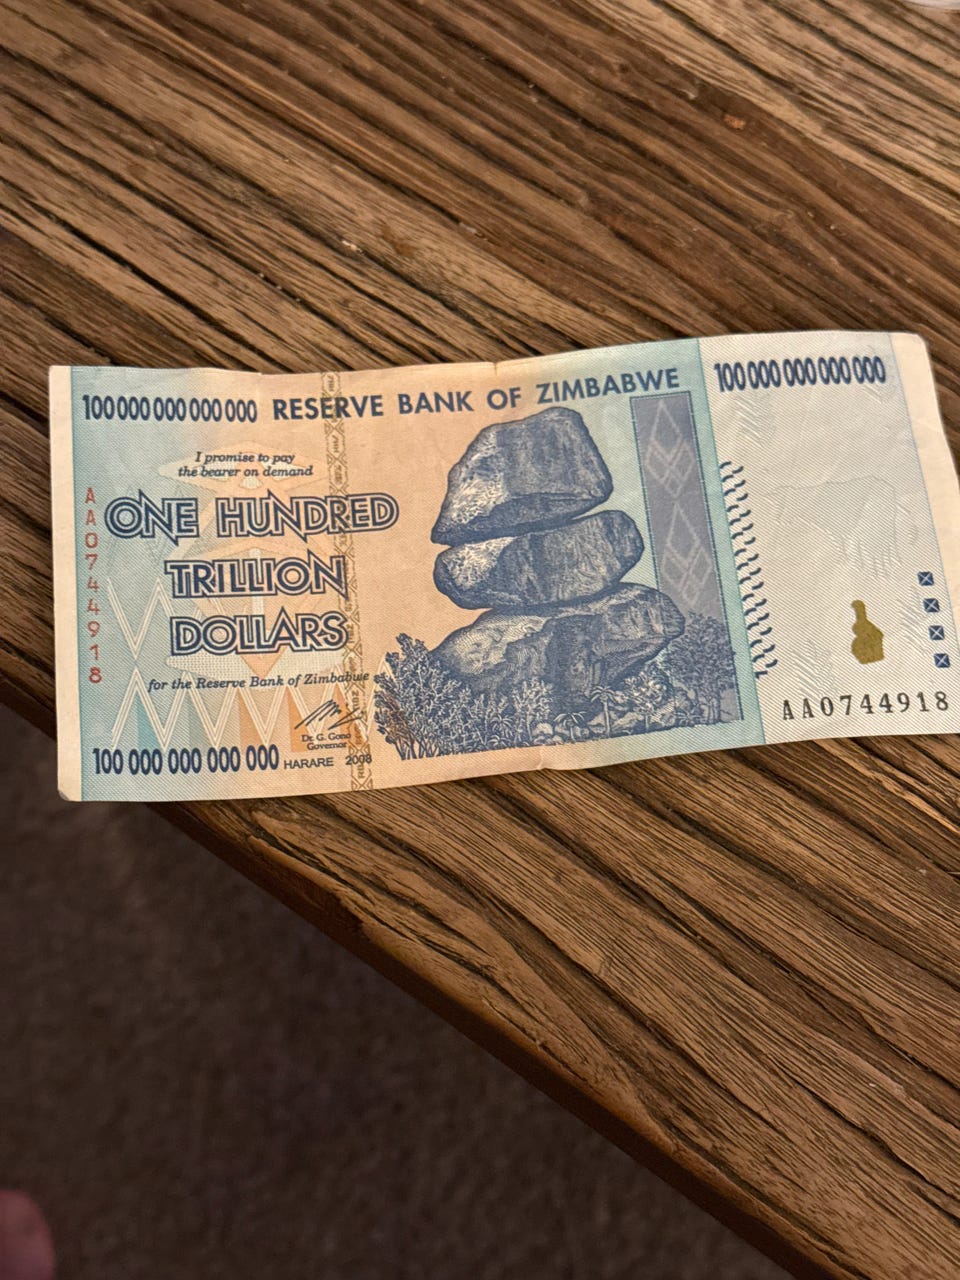 100 000 000 000 000 RESERVE BANK OF ZIMBABWE 100 000 000 000 000
I promise to pay
the bearer on demand
ONE HUNDRED
TRILLION
DOLLARS
for the Reserve Bank of Zimbabwe
Dr. G. Gono
Governor
100 000 000 000 000 HARARE 2008
AA0744918
AA0744918